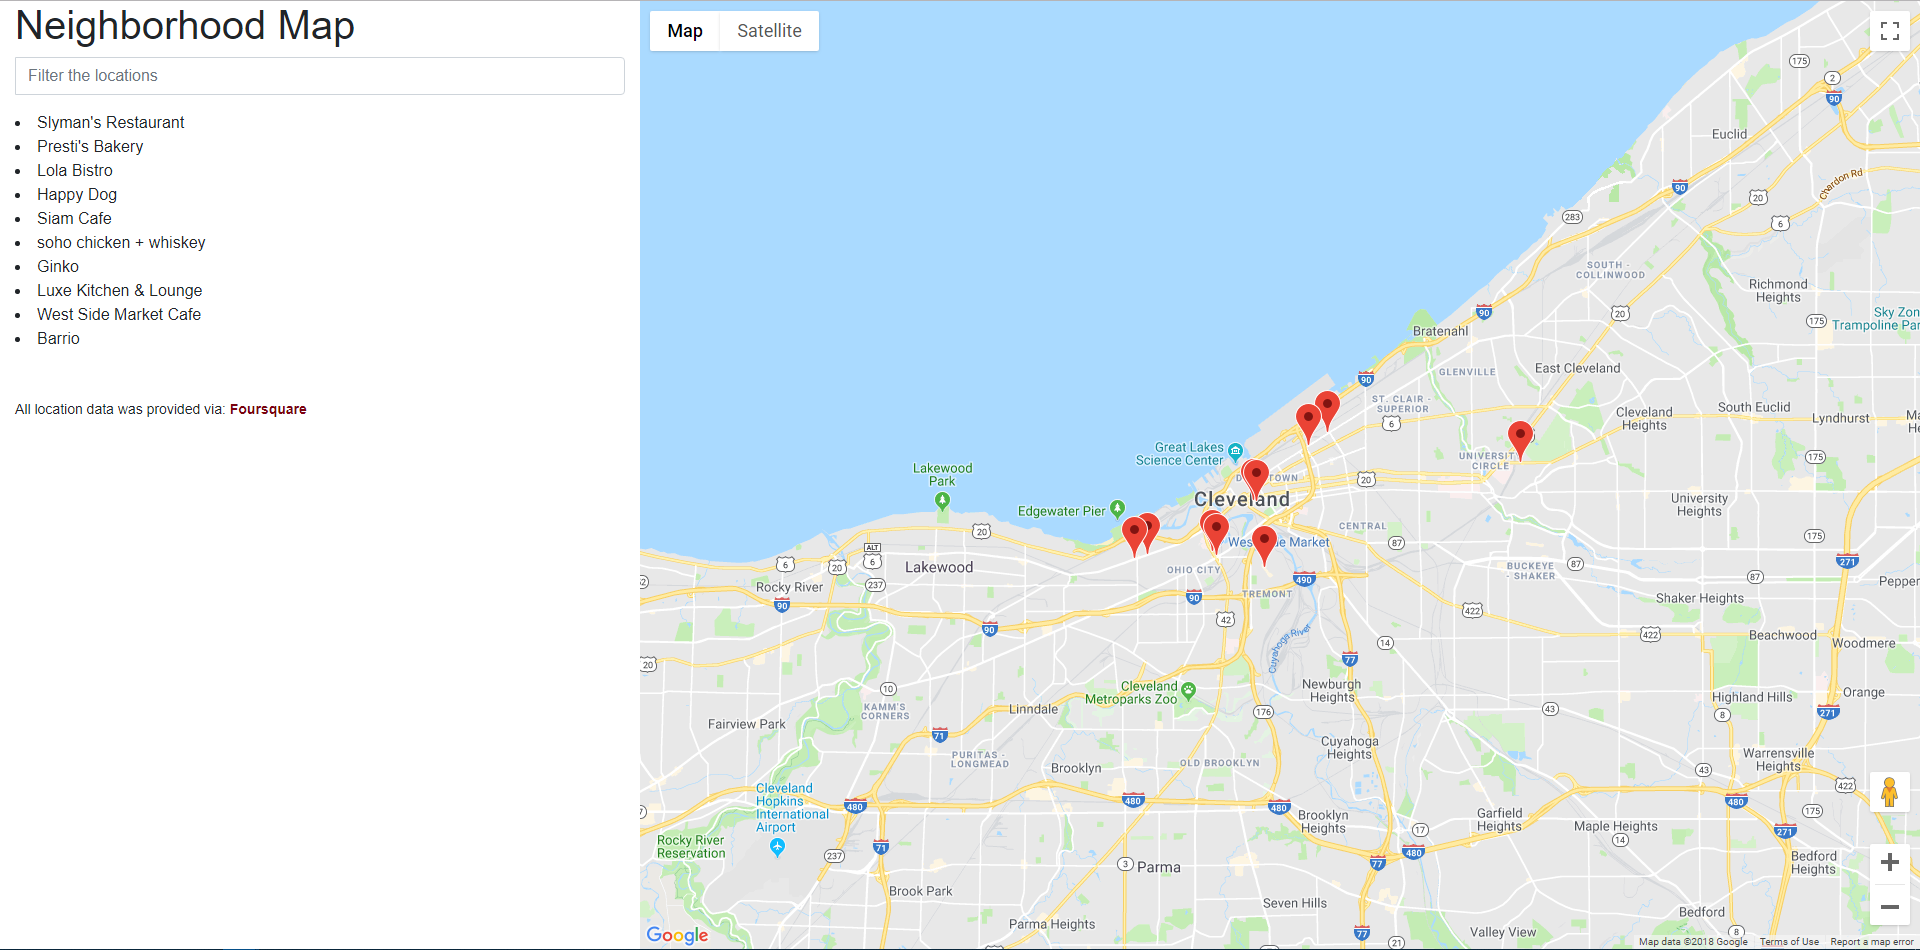 Neighborhood Map
Filter the locations
Slyman's Restaurant
Presti's Bakery
Lola Bistro
Happy Dog
Siam Cafe
soho chicken + whiskey
Ginko
Luxe Kitchen & Lounge
West Side Market Cafe
Barrio
All location data was provided via: Foursquare
Map
Satellite
175
2
90
Euclid
Chardon Rd
90
20
6
283
SOUTH -
COLLINWOOD
Richmond
Heights
90
20
175
Sky Zon
Trampoline Par
Bratenahl
GLENVILLE
East Cleveland
90
ST. CLAIR -
SUPERIOR
6
Cleveland
Heights
South Euclid
Lyndhurst
Ma
He
Great Lakes
Science Center
UNIVERSIT
CIRCLE
175
Lakewood
Park
20
Cleveland
University
Heights
Edgewater Pier
20
CENTRAL
87
175
Market
ALT
6
6
20
Lakewood
OHIO CITY
490
BUCKEYE
- SHAKER
87
87
271
Pepper
Rocky River
237
90
90
TREMONT
Shaker Heights
422
42
90
422
Beachwood
Woodmere
Cuyahoga River
14
77
20
10
Cleveland
Metroparks Zoo
Newburgh
Heights
Highland Hills
Orange
KAMM'S
CORNERS
Linndale
176
43
8
271
Fairview Park
71
PURITAS -
LONGMEAD
Cuyahoga
Heights
Warrensville
Heights
Brooklyn
OLD BROOKLYN
43
422
Cleveland
Hopkins
International
Airport
480
480
480
480
175
Brooklyn
Heights
Garfield
Heights
Maple Heights
17
14
271
Rocky River
Reservation
237
71
480
77
Bedford
Heights
3
Parma
Brook Park
Seven Hills
Bedford
Parma Heights
77
21
Valley View
8
Google
Map data ©2018 Google
Terms of Use
Report a map error